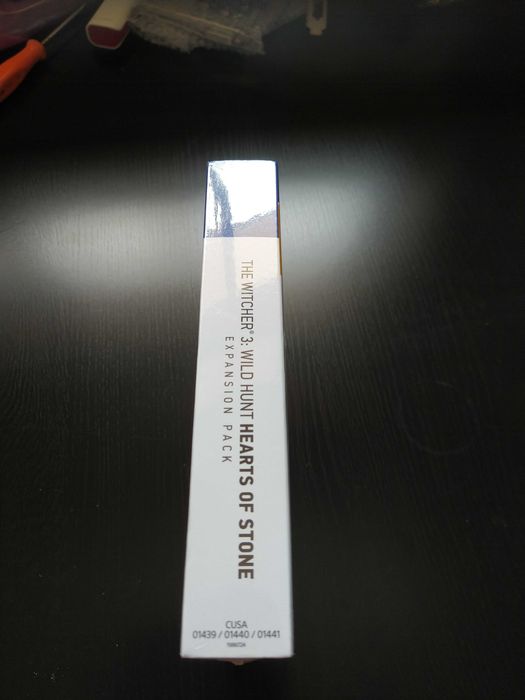 THE WITCHER® 3: WILD HUNT HEARTS OF STONE
EXPANSION PACK
CUSA
01439 / 01440 / 01441